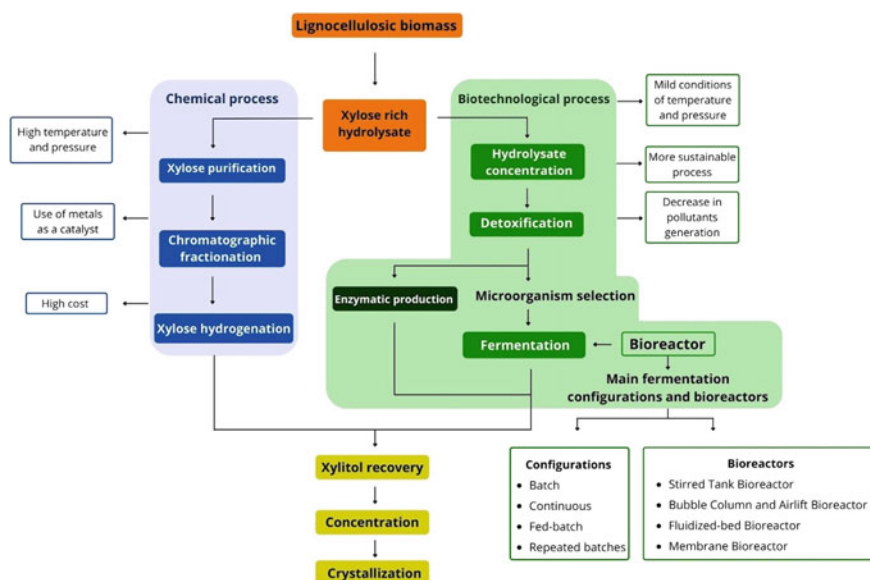 Lignocellulosic biomass
Chemical process
Biotechnological process
Xylose rich
hydrolysate
High temperature
and pressure
Use of metals
as a catalyst
High cost
Xylose purification
Chromatographic
fractionation
Xylose hydrogenation
Hydrolysate
concentration
Detoxification
Enzymatic production
Microorganism selection
Fermentation
Bioreactor
Main fermentation
configurations and bioreactors
Mild conditions
of temperature
and pressure
More sustainable
process
Decrease in
pollutants
generation
Configurations
• Batch
• Continuous
• Fed-batch
• Repeated batches
Bioreactors
• Stirred Tank Bioreactor
• Bubble Column and Airlift Bioreactor
• Fluidized-bed Bioreactor
• Membrane Bioreactor
Xylitol recovery
Concentration
Crystallization